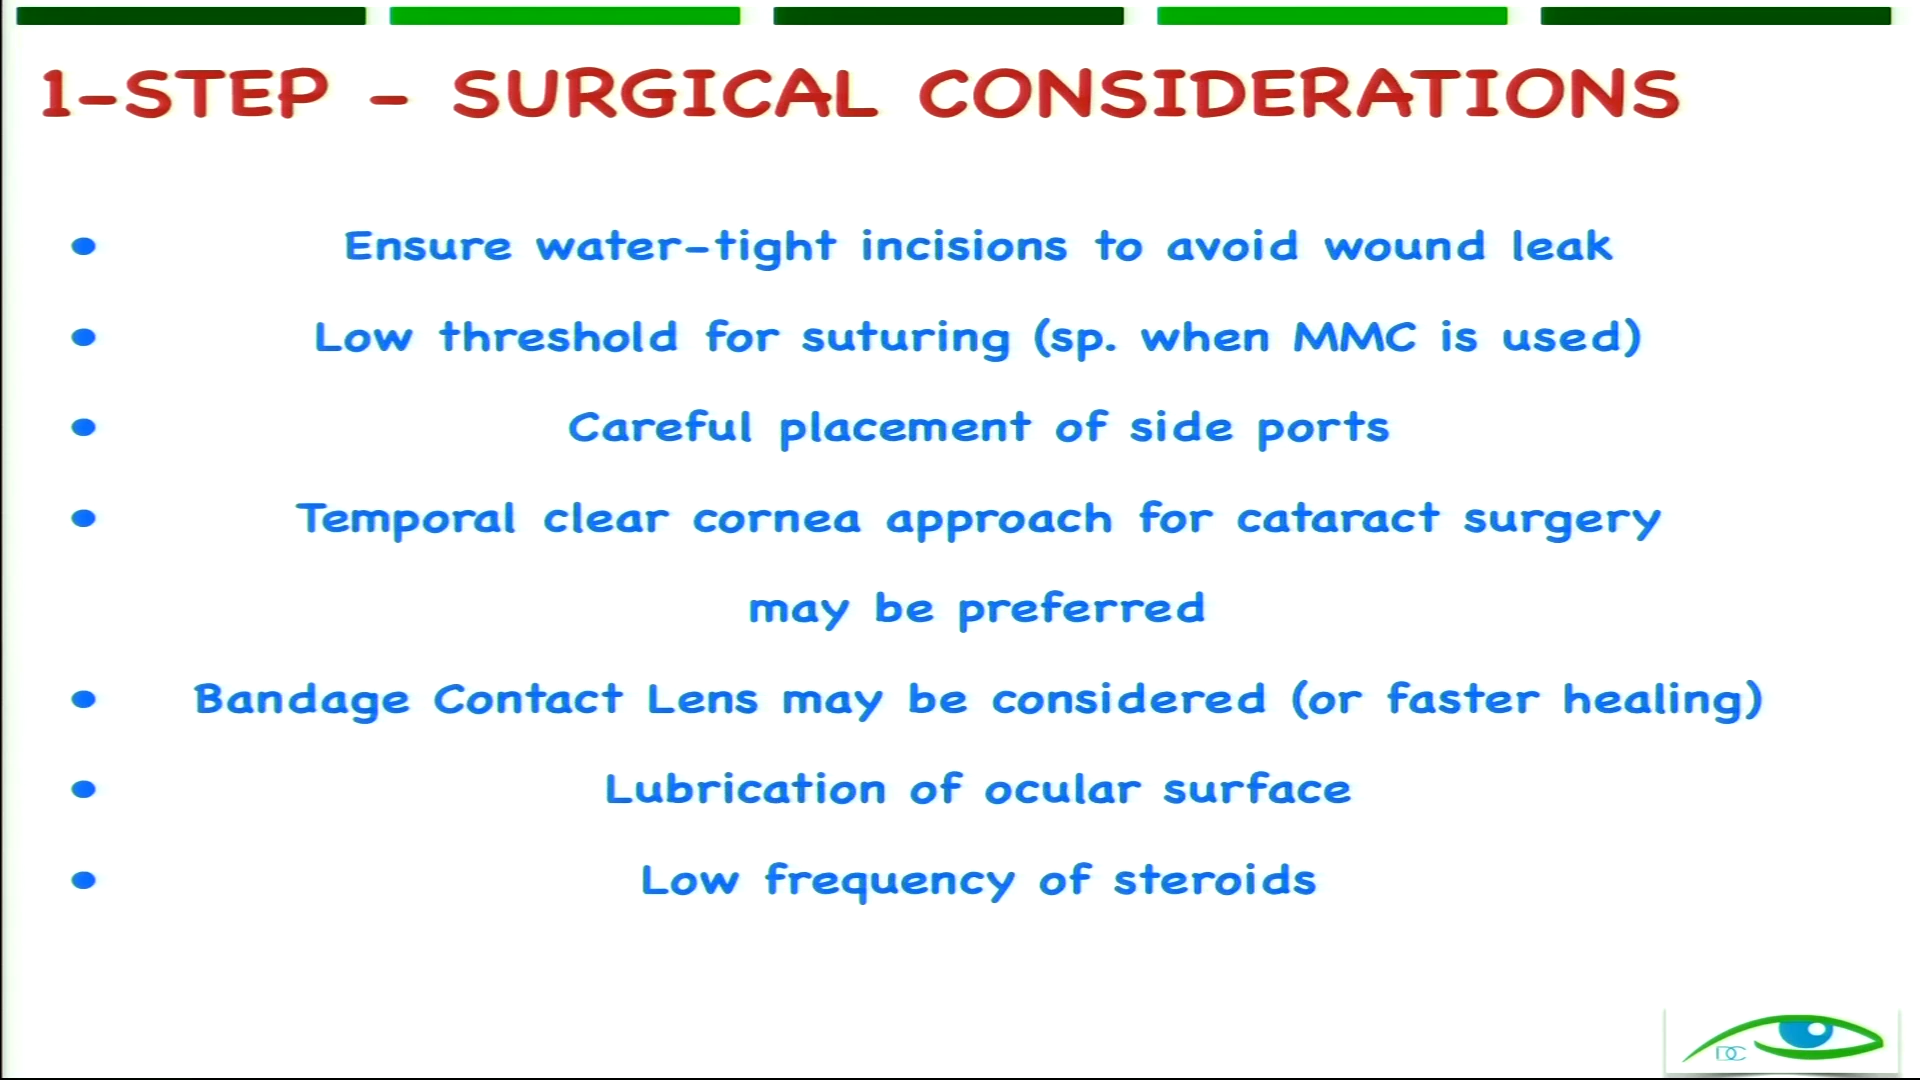 1-STEP - SURGICAL CONSIDERATIONS
• Ensure water-tight incisions to avoid wound leak
• Low threshold for suturing (sp. when MMC is used)
• Careful placement of side ports
• Temporal clear cornea approach for cataract surgery
may be preferred
• Bandage Contact Lens may be considered (or faster healing)
• Lubrication of ocular surface
• Low frequency of steroids
DC